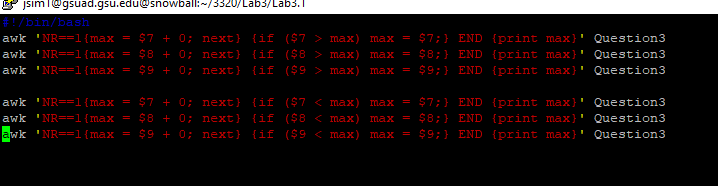 jsim1@gsuad.gsu.edu@snowball:~/3320/Lab3/Lab3.1
#!/bin/bash
awk 'NR==1{max = $7 + 0; next} {if ($7 > max) max = $7;} END {print max}' Question3
awk 'NR==1{max = $8 + 0; next} {if ($8 > max) max = $8;} END {print max}' Question3
awk 'NR==1{max = $9 + 0; next} {if ($9 > max) max = $9;} END {print max}' Question3
awk 'NR==1{max = $7 + 0; next} {if ($7 < max) max = $7;} END {print max}' Question3
awk 'NR==1{max = $8 + 0; next} {if ($8 < max) max = $8;} END {print max}' Question3
awk 'NR==1{max = $9 + 0; next} {if ($9 < max) max = $9;} END {print max}' Question3